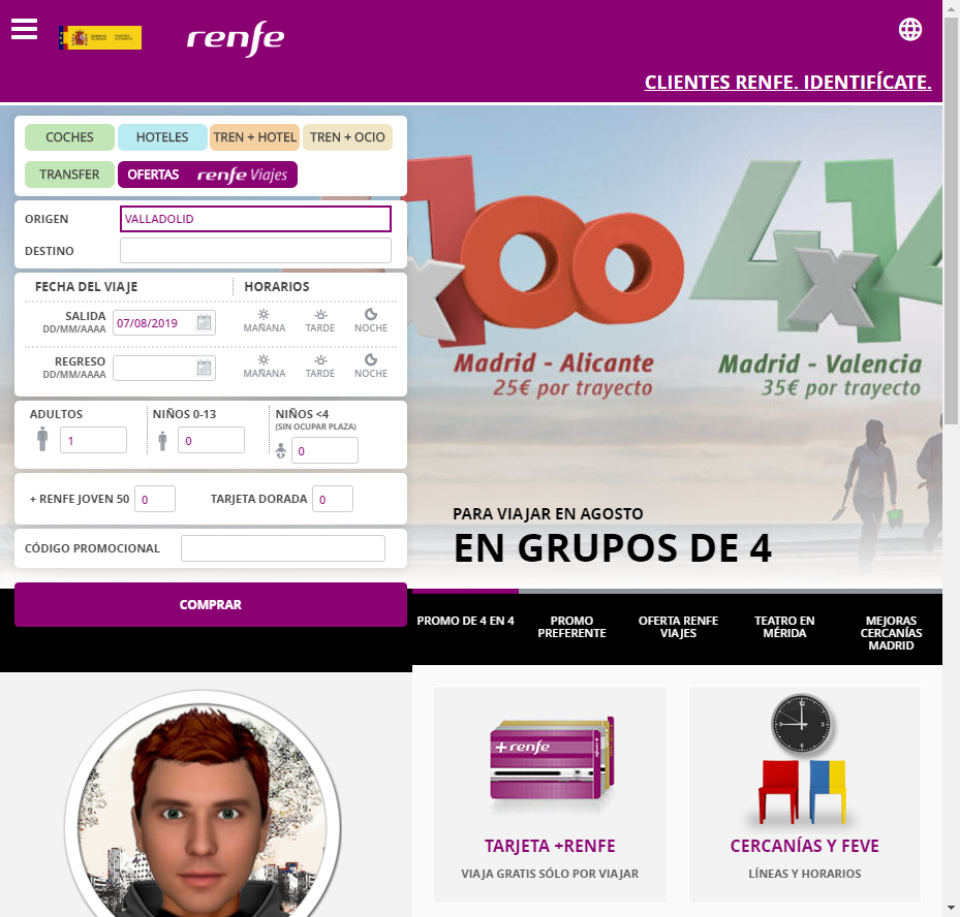 renfe
CLIENTES RENFE. IDENTIFÍCATE.
COCHES HOTELES TREN + HOTEL TREN + OCIO
TRANSFER OFERTAS renfe Viajes
ORIGEN VALLADOLID
DESTINO
FECHA DEL VIAJE HORARIOS
SALIDA
DD/MM/AAAA 07/08/2019 MAÑANA TARDE NOCHE
REGRESO
DD/MM/AAAA MAÑANA TARDE NOCHE
ADULTOS NIÑOS 0-13 NIÑOS <4
(SIN OCUPAR PLAZA)
1 0 0
+ RENFE JOVEN 50 0 TARJETA DORADA 0
CÓDIGO PROMOCIONAL
COMPRAR
x100 4x14
Madrid - Alicante
25€ por trayecto
Madrid - Valencia
35€ por trayecto
PARA VIAJAR EN AGOSTO
EN GRUPOS DE 4
PROMO DE 4 EN 4
PROMO
PREFERENTE
OFERTA RENFE
VIAJES
TEATRO EN
MÉRIDA
MEJORAS
CERCANÍAS
MADRID
+renfe
TARJETA +RENFE
VIAJA GRATIS SÓLO POR VIAJAR
CERCANÍAS Y FEVE
LÍNEAS Y HORARIOS